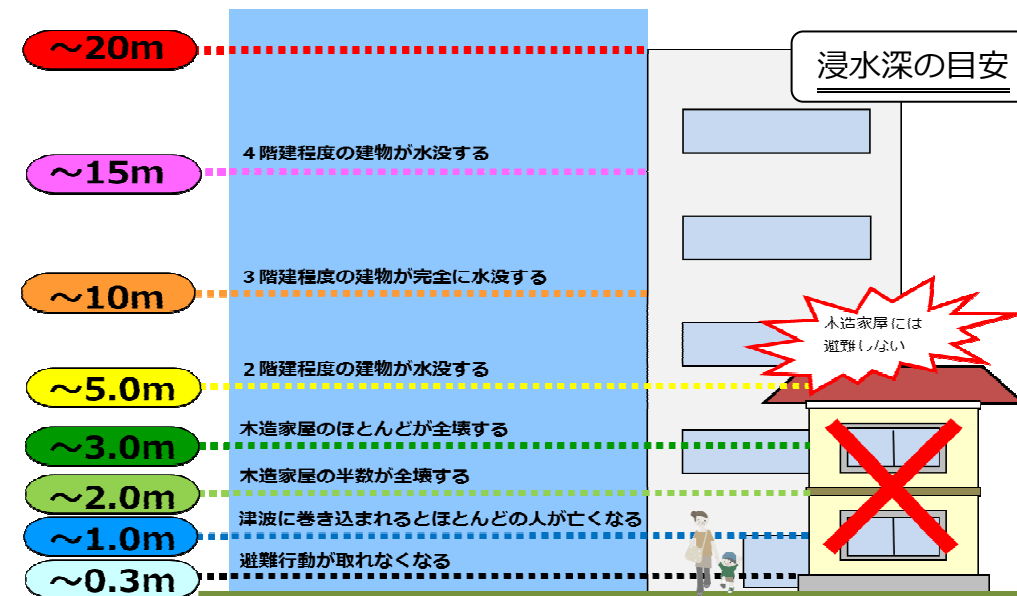 浸水深の目安
～20m
４階建程度の建物が水没する
～15m
３階建程度の建物が完全に水没する
～10m
木造家屋には
避難しない
２階建程度の建物が水没する
～5.0m
木造家屋のほとんどが全壊する
～3.0m
木造家屋の半数が全壊する
～2.0m
津波に巻き込まれるとほとんどの人が亡くなる
～1.0m
避難行動が取れなくなる
～0.3m